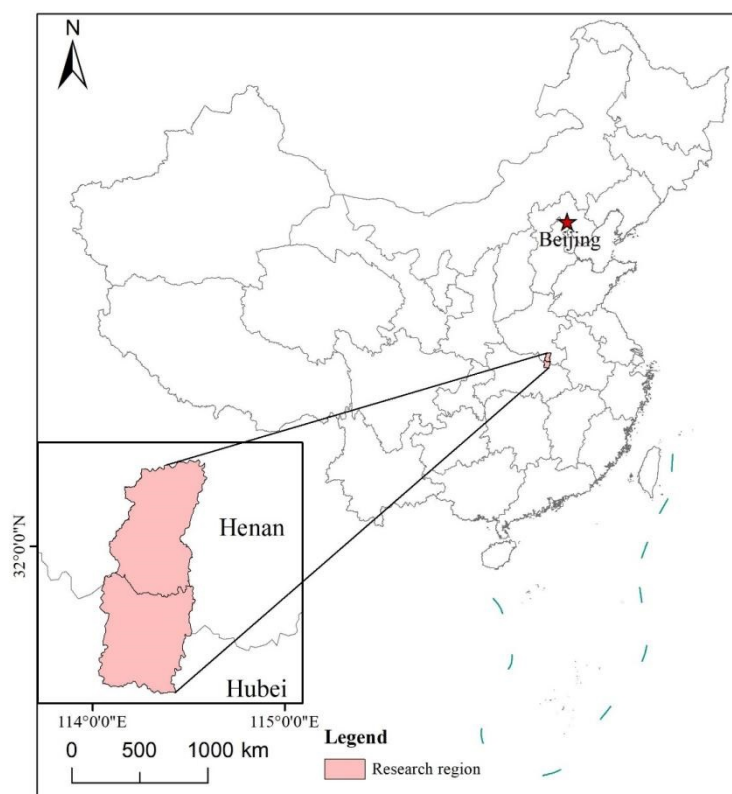 N
Beijing
Henan
32°0'0"N
Hubei
114°0'0"E
115°0'0"E
0 500 1000 km
Legend
Research region